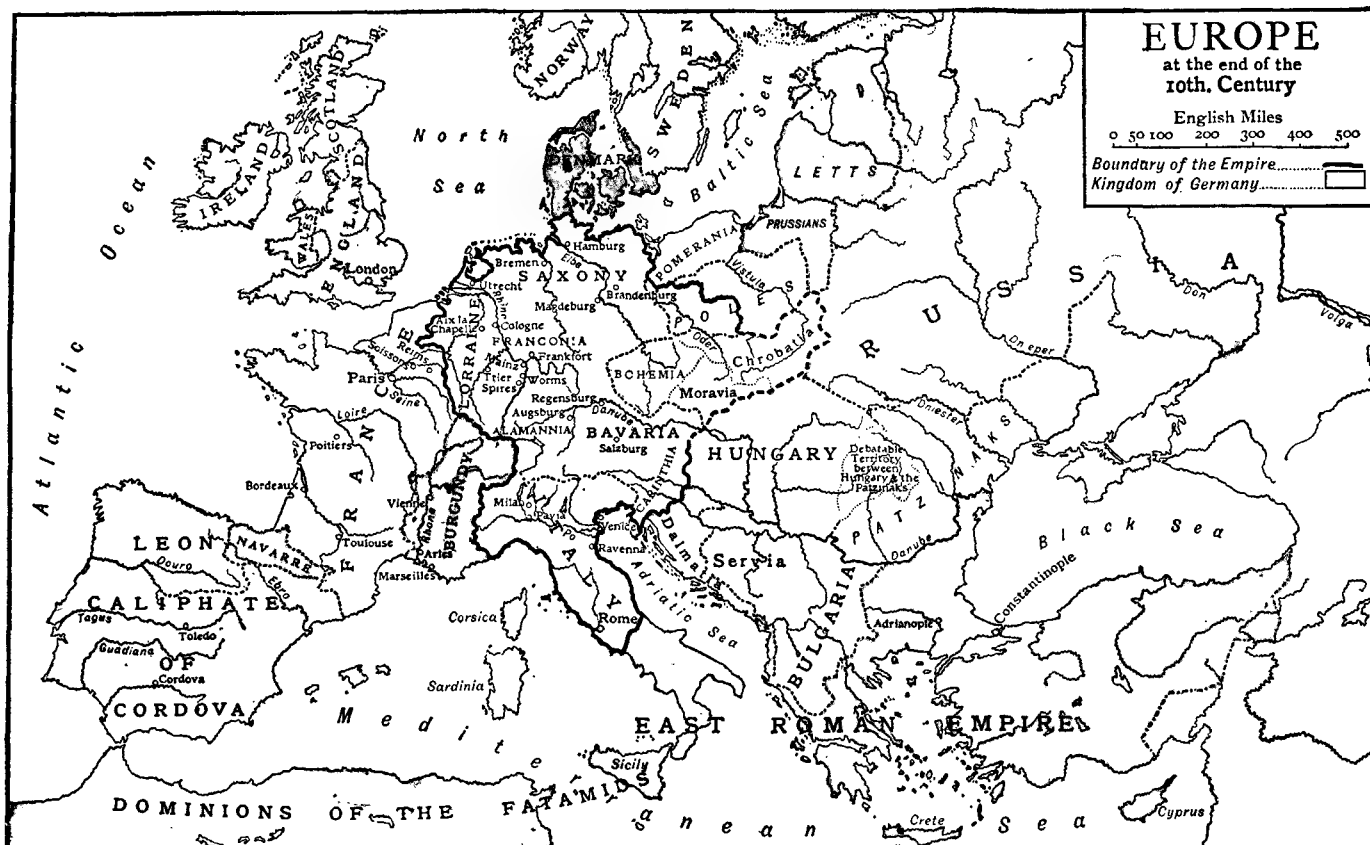 EUROPE
at the end of the
10th. Century
English Miles
0 50 100 200 300 400 500
Boundary of the Empire
Kingdom of Germany
NORWAY
SWEDEN
SCOTLAND
North
Sea
Baltic Sea
DENMARK
IRELAND
ENGLAND
WALES
London
LETTS
PRUSSIANS
POMERANIA
Vistula
Hamburg
Elbe
Bremen
SAXONY
Utrecht
Rhine
Magdeburg
Brandenburg
POLES
RUSSIA
Don
Volga
Dneper
Aix la
Chapelle
Cologne
LORRAINE
FRANCONIA
Frankfort
Mainz
Worms
Spires
Reims
Soissons
Paris
Seine
Oder
Chrobatia
BCHEMIA
Moravia
Regensburg
Danube
Augsburg
ALAMANNIA
BAVARIA
Salzburg
CARINTHIA
HUNGARY
Dniester
Debatable
Territory
between
Hungary & the
Patzinaks
PATZINAKS
Danube
Atlantic Ocean
Loire
Poitiers
FRANCE
Bordeaux
Vienne
Rhone
BURGUNDY
Toulouse
Arles
Marseilles
Milan
Pavia
Po
Venice
Ravenna
ITALY
Rome
Dalmatia
Adriatic Sea
Servia
BULGARIA
Black Sea
Constantinople
Adrianople
LEON
NAVARRE
Douro
Ebro
CALIPHATE
Tagus
Toledo
Guadiana
OF
Cordova
CORDOVA
Corsica
Sardinia
Sicily
EAST ROMAN EMPIRE
Mediterranean Sea
Crete
Cyprus
DOMINIONS OF THE FATAMIDS